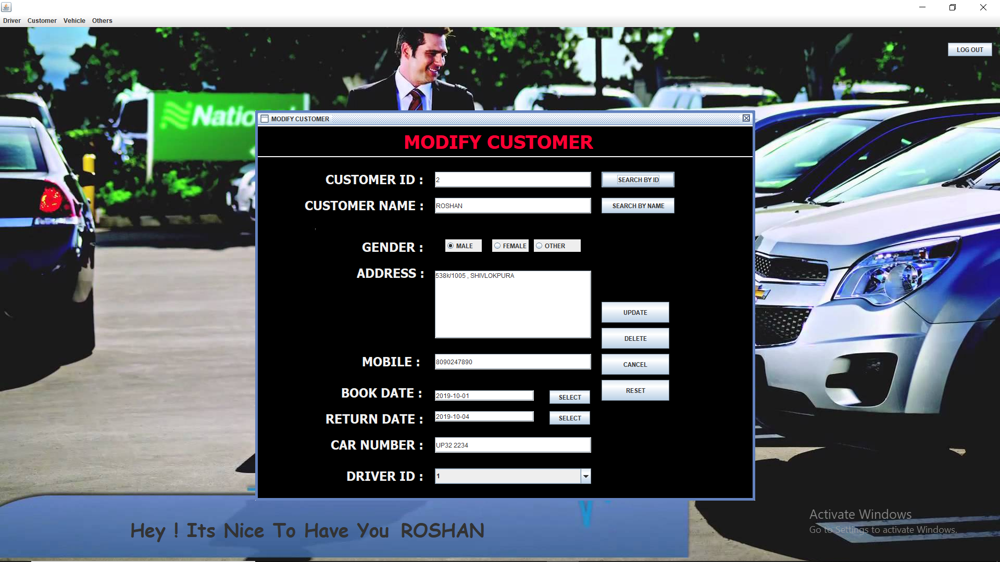 Driver Customer Vehicle Others
LOG OUT
Natio
MODIFY CUSTOMER
MODIFY CUSTOMER
CUSTOMER ID : 2 SEARCH BY ID
CUSTOMER NAME : ROSHAN SEARCH BY NAME
GENDER : MALE FEMALE OTHER
ADDRESS : 538k/1005 , SHIVLOKPURA
UPDATE
DELETE
MOBILE : 8090247890 CANCEL
RESET
BOOK DATE : 2019-10-01 SELECT
RETURN DATE : 2019-10-04 SELECT
CAR NUMBER : UP32 2234
DRIVER ID : 1
Hey ! Its Nice To Have You ROSHAN
Activate Windows
Go to Settings to activate Windows.